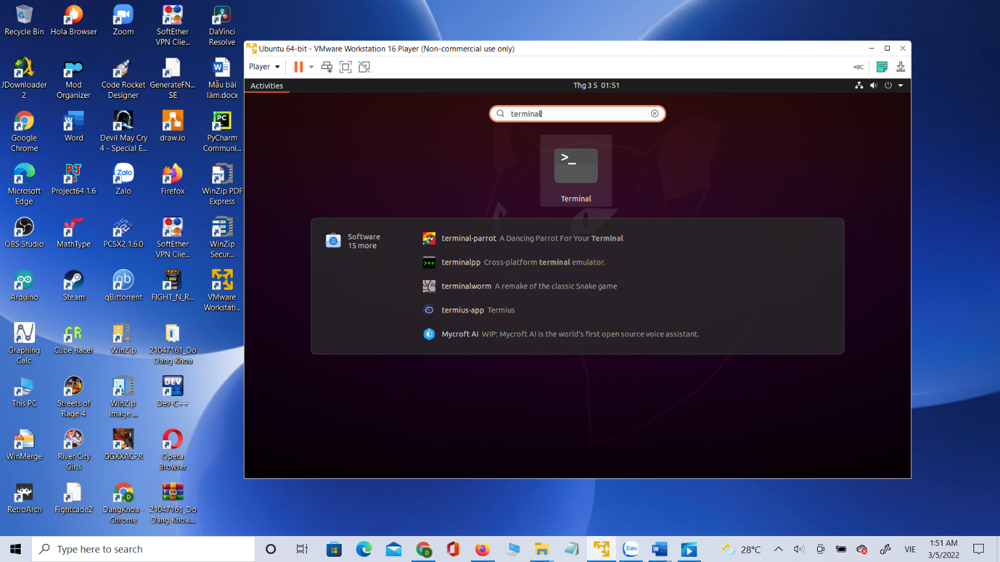 Recycle Bin
Hola Browser
Zoom
SoftEther
VPN Clie...
DaVinci
Resolve
JDownloader
2
Mod
Organizer
Code Rocket
Designer
GenerateFN...
SE
Mẫu bài
làm.docx
Google
Chrome
Word
Devil May Cry
4 - Special E...
draw.io
PyCharm
Communi...
Microsoft
Edge
Project64 1.6
Zalo
Firefox
WinZip PDF
Express
OBS Studio
MathType
PCSX2 1.6.0
SoftEther
VPN Clie...
WinZip
Secur...
Arduino
Steam
qBittorrent
FIGHT_N_R...
VMware
Workstati...
Graphing
Calc
Cube Racer
WinZip
21047161_Do
Dang Khoa
This PC
Streets of
Rage 4
WinZip
Image ...
Dev-C++
WinMerge
River City
Girls
GGXXACPR
Opera
Browser
RetroArch
Fightcade2
DangKhoa -
Chrome
21047161_Do
Dang Khoa....
Ubuntu 64-bit - VMware Workstation 16 Player (Non-commercial use only)
Player
Activities
Thg 3 5 01:51
terminal
>_
Terminal
Software
15 more
terminal-parrot A Dancing Parrot For Your Terminal
terminalpp Cross-platform terminal emulator.
terminalworm A remake of the classic Snake game
termius-app Termius
Mycroft AI WIP: Mycroft AI is the world's first open source voice assistant.
Type here to search
28°C
VIE
1:51 AM
3/5/2022